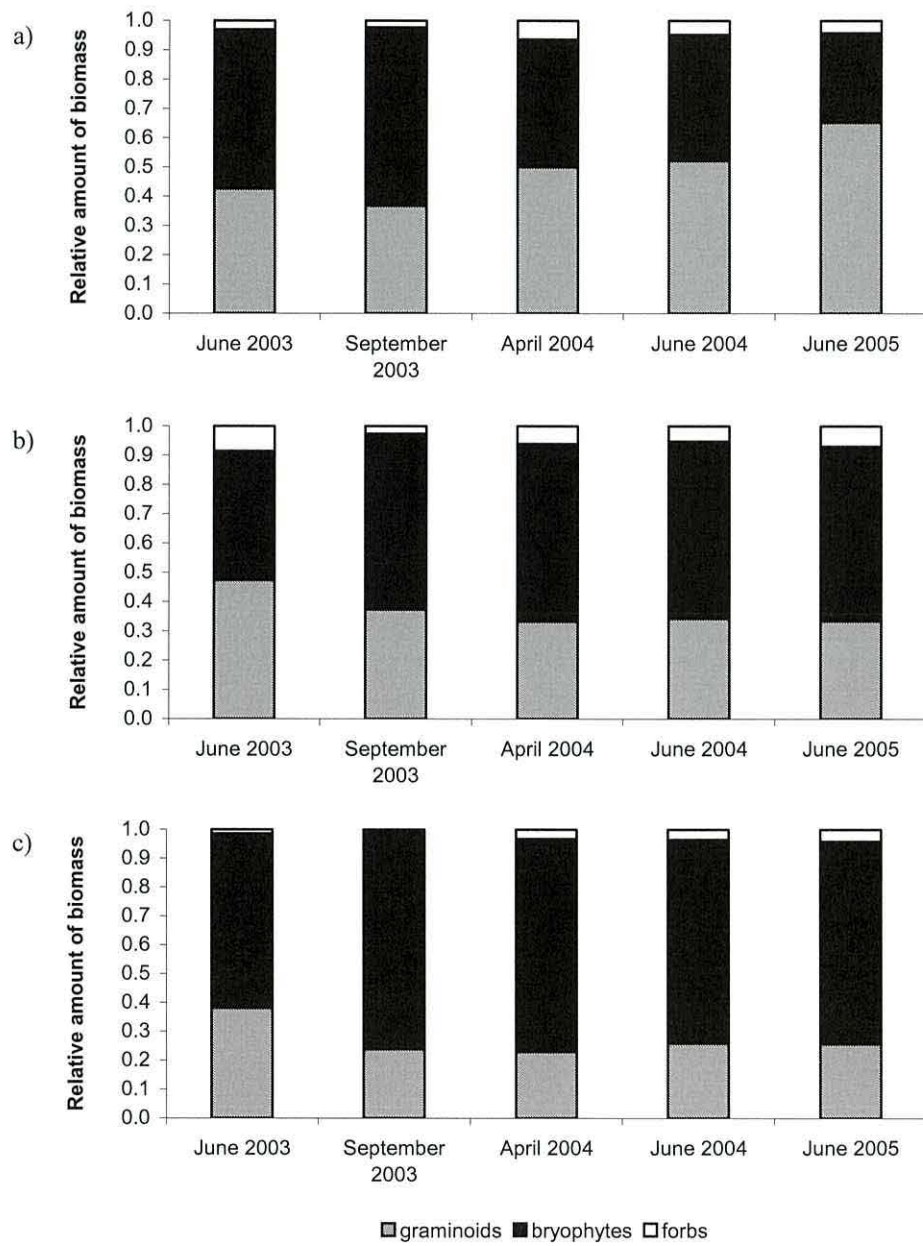 a)
Relative amount of biomass
1.0
0.9
0.8
0.7
0.6
0.5
0.4
0.3
0.2
0.1
0.0
June 2003
September
2003
April 2004
June 2004
June 2005
b)
Relative amount of biomass
1.0
0.9
0.8
0.7
0.6
0.5
0.4
0.3
0.2
0.1
0.0
June 2003
September
2003
April 2004
June 2004
June 2005
c)
Relative amount of biomass
1.0
0.9
0.8
0.7
0.6
0.5
0.4
0.3
0.2
0.1
0.0
June 2003
September
2003
April 2004
June 2004
June 2005
graminoids bryophytes forbs